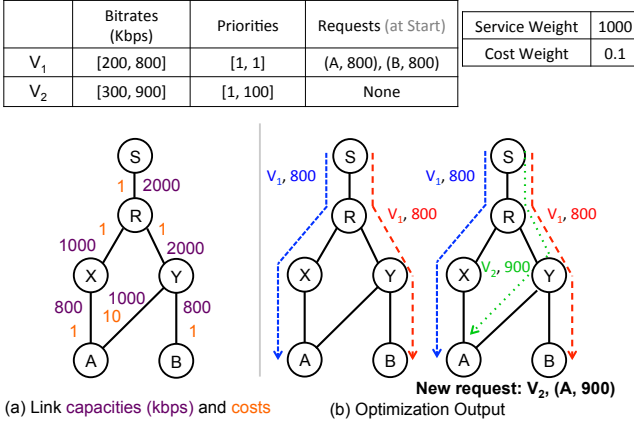 Bitrates (Kbps) Priorities Requests (at Start)
V1 [200, 800] [1, 1] (A, 800), (B, 800)
V2 [300, 900] [1, 100] None
Service Weight 1000
Cost Weight 0.1
S
1 2000
R
1000 1 1 2000
X Y
800 1000 800
1 10 1
A B
(a) Link capacities (kbps) and costs
S
V1, 800
V1, 800
R
X Y
A B
S
V1, 800
V1, 800
R
X V2, 900 Y
A B
New request: V2, (A, 900)
(b) Optimization Output